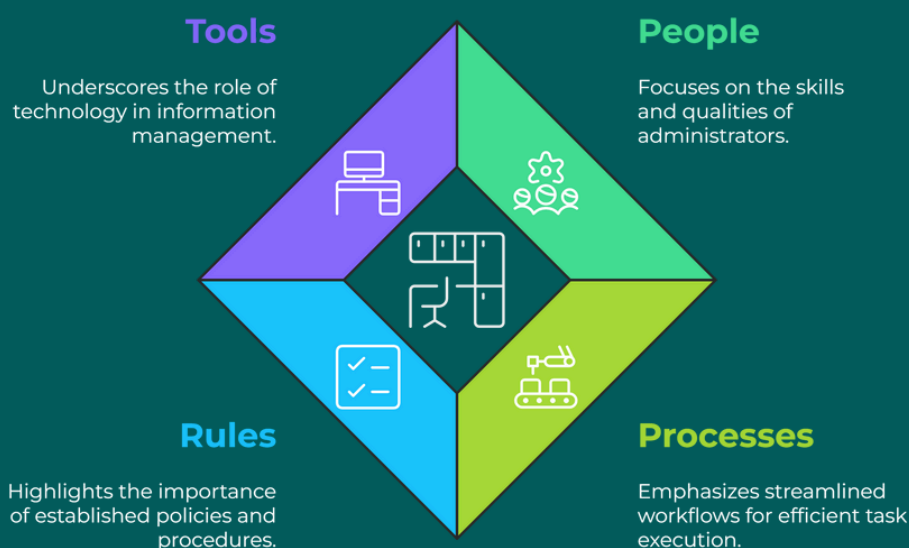 Tools
Underscores the role of
technology in information
management.
People
Focuses on the skills
and qualities of
administrators.
Rules
Highlights the importance
of established policies and
procedures.
Processes
Emphasizes streamlined
workflows for efficient task
execution.